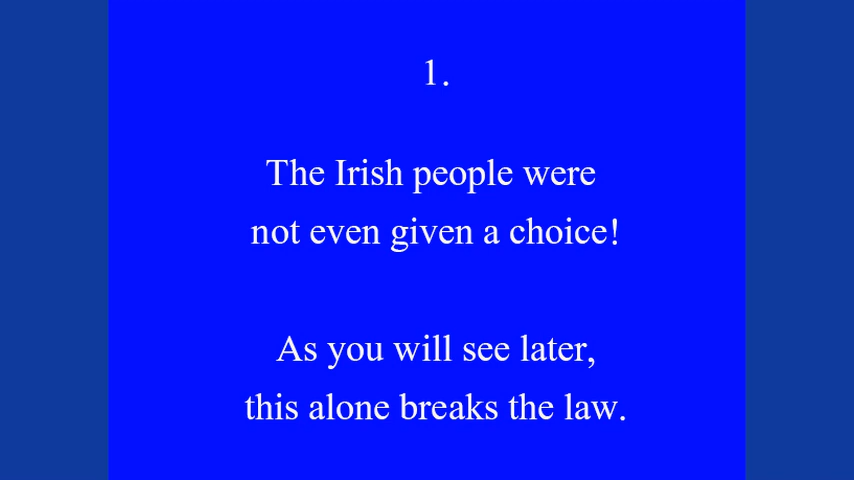 1.
The Irish people were
not even given a choice!
As you will see later,
this alone breaks the law.